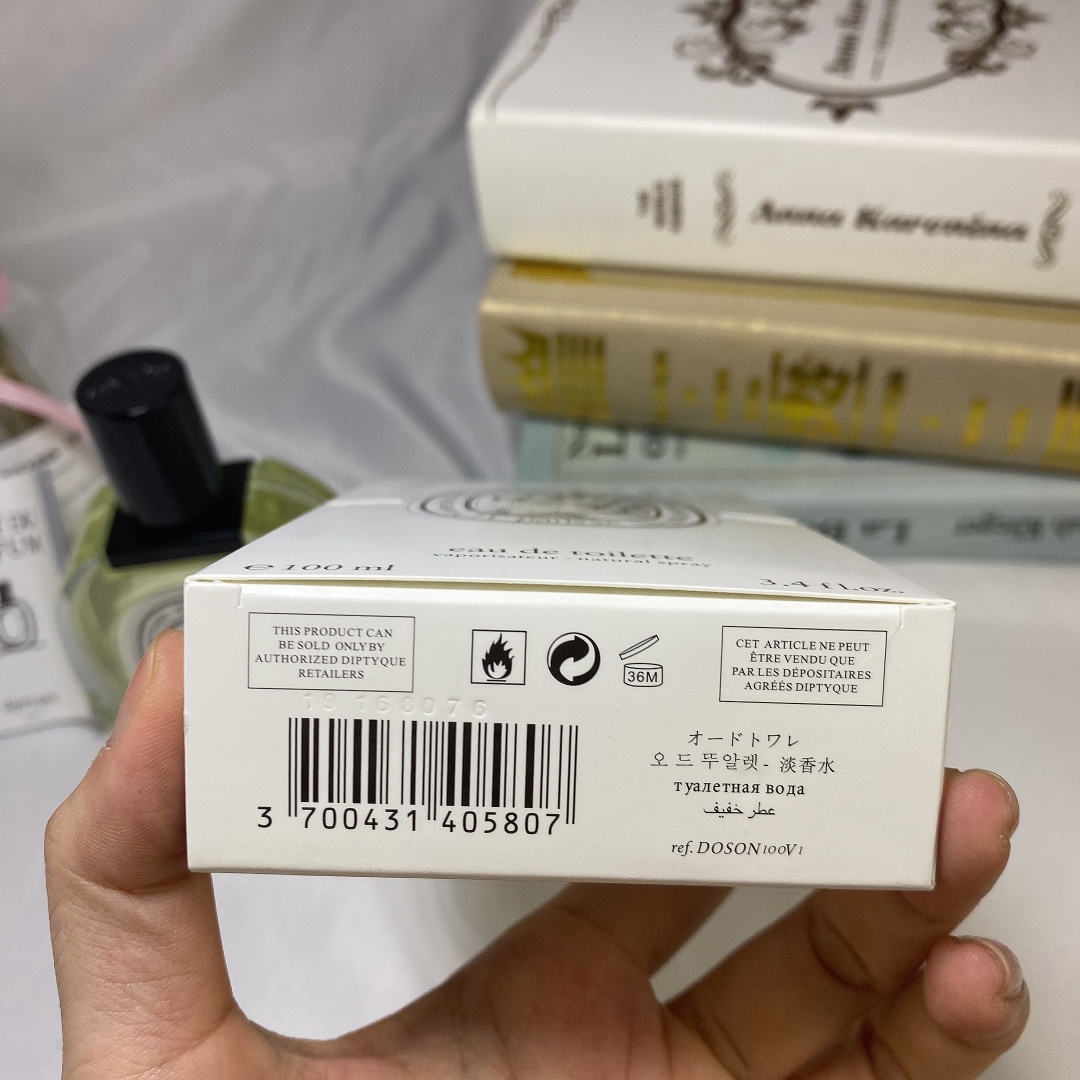 Anna Karenina
eau de toilette
vaporisateur - natural spray
e 100 ml
3.4 fl.oz.
THIS PRODUCT CAN
BE SOLD ONLY BY
AUTHORIZED DIPTYQUE
RETAILERS
36M
CET ARTICLE NE PEUT
ÊTRE VENDU QUE
PAR LES DÉPOSITAIRES
AGRÉÉS DIPTYQUE
19 168076
3 700431 405807
オードトワレ
오 드 뚜알렛 - 淡香水
туалетная вода
عطر خفيف
ref. DOSON100V1